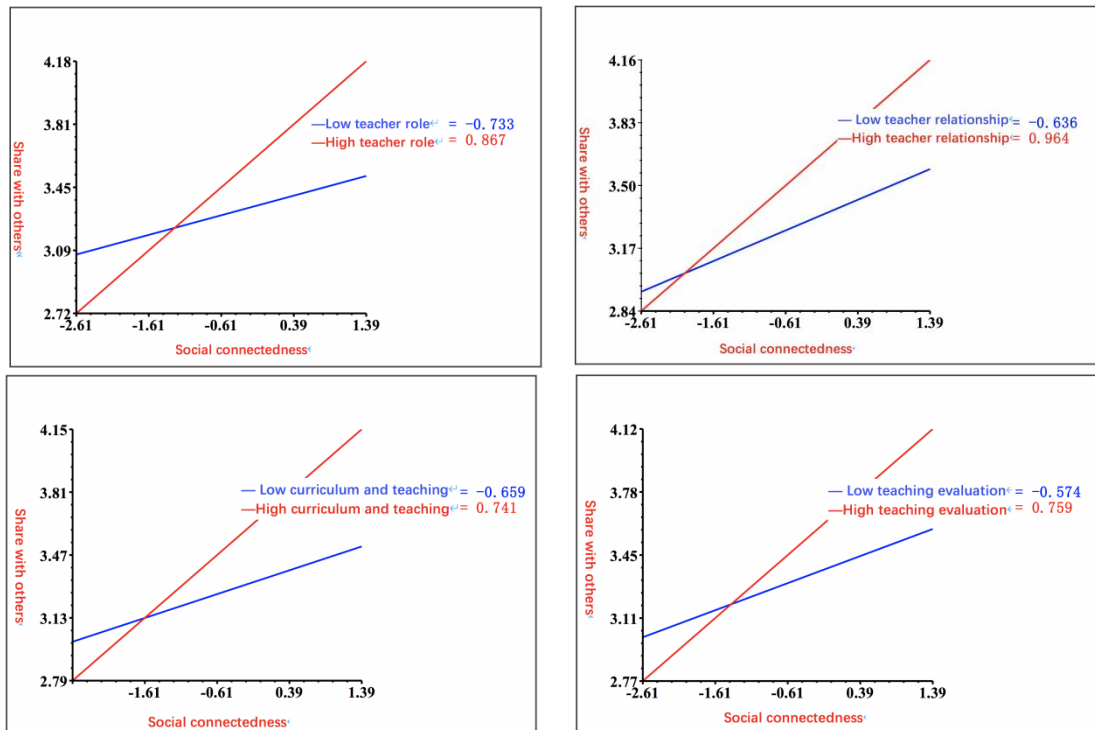 4.18
3.81
3.45
3.09
2.72
-2.61 -1.61 -0.61 0.39 1.39
Share with others
Social connectedness
—Low teacher role↵ = -0.733
—High teacher role↵ = 0.867
4.16
3.83
3.50
3.17
2.84
-2.61 -1.61 -0.61 0.39 1.39
Share with others
Social connectedness
— Low teacher relationship = -0.636
—High teacher relationship = 0.964
4.15
3.81
3.47
3.13
2.79
-1.61 -0.61 0.39 1.39
Share with others
Social connectedness
— Low curriculum and teaching↵ = -0.659
—High curriculum and teaching↵ = 0.741
4.12
3.78
3.45
3.11
2.77
-2.61 -1.61 -0.61 0.39 1.39
Share with others
Social connectedness
— Low teaching evaluation = -0.574
—High teaching evaluation = 0.759